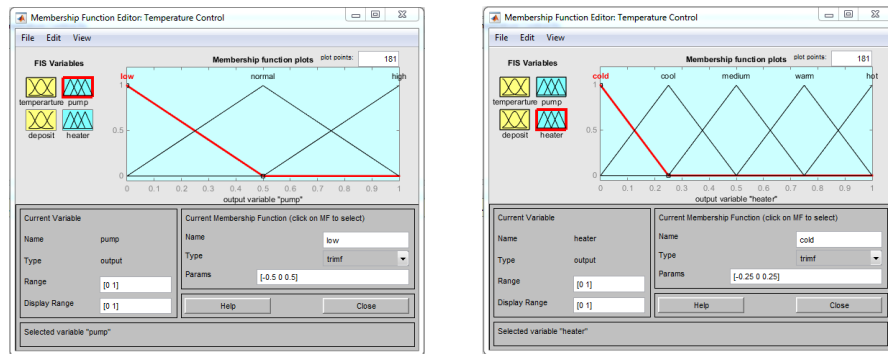 Membership Function Editor: Temperature Control
File Edit View
FIS Variables
Membership function plots plot points: 181
low normal high
1
temperarture pump
0.5
deposit heater
0
0 0.1 0.2 0.3 0.4 0.5 0.6 0.7 0.8 0.9 1
output variable "pump"
Current Variable
Current Membership Function (click on MF to select)
Name pump
Name low
Type output
Type trimf
Range [0 1]
Params [-0.5 0 0.5]
Display Range [0 1]
Help Close
Selected variable "pump"
Membership Function Editor: Temperature Control
File Edit View
FIS Variables
Membership function plots plot points: 181
cold cool medium warm hot
1
temperarture pump
0.5
deposit heater
0
0 0.1 0.2 0.3 0.4 0.5 0.6 0.7 0.8 0.9 1
output variable "heater"
Current Variable
Current Membership Function (click on MF to select)
Name heater
Name cold
Type output
Type trimf
Range [0 1]
Params [-0.25 0 0.25]
Display Range [0 1]
Help Close
Selected variable "heater"